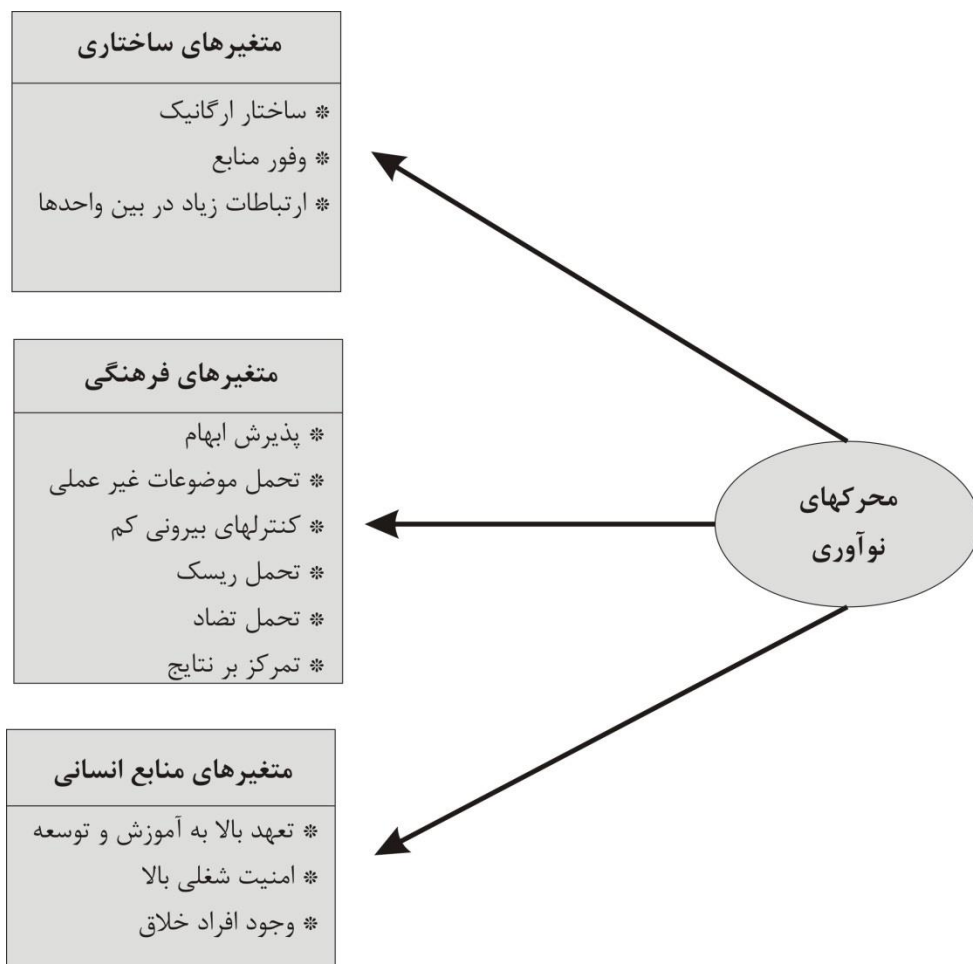 متغیرهای ساختاری
❊ ساختار ارگانیک
❊ وفور منابع
❊ ارتباطات زیاد در بین واحدها
متغیرهای فرهنگی
❊ پذیرش ابهام
❊ تحمل موضوعات غیر عملی
❊ کنترلهای بیرونی کم
❊ تحمل ریسک
❊ تحمل تضاد
❊ تمرکز بر نتایج
متغیرهای منابع انسانی
❊ تعهد بالا به آموزش و توسعه
❊ امنیت شغلی بالا
❊ وجود افراد خلاق
محرکهای
نوآوری